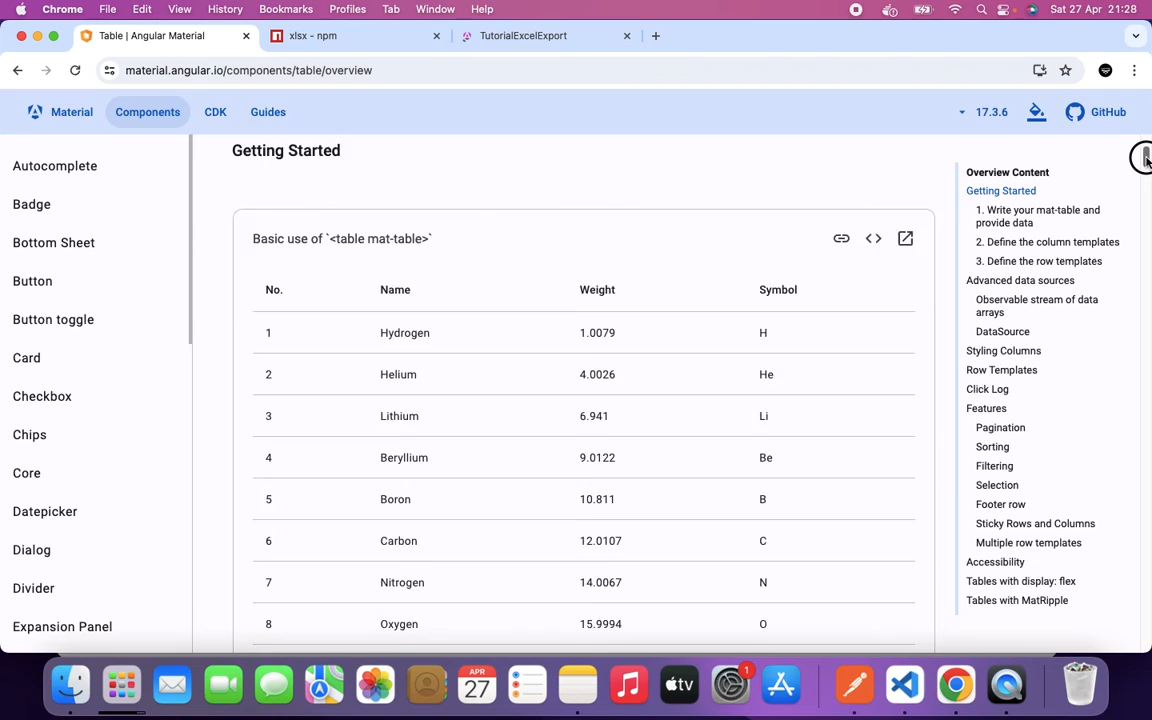 Chrome File Edit View History Bookmarks Profiles Tab Window Help Sat 27 Apr 21:28
Table | Angular Material xlsx - npm TutorialExcelExport
material.angular.io/components/table/overview
Material Components CDK Guides 17.3.6 GitHub
Autocomplete
Badge
Bottom Sheet
Button
Button toggle
Card
Checkbox
Chips
Core
Datepicker
Dialog
Divider
Expansion Panel
Getting Started
Basic use of `<table mat-table>`
No. Name Weight Symbol
1 Hydrogen 1.0079 H
2 Helium 4.0026 He
3 Lithium 6.941 Li
4 Beryllium 9.0122 Be
5 Boron 10.811 B
6 Carbon 12.0107 C
7 Nitrogen 14.0067 N
8 Oxygen 15.9994 O
Overview Content
Getting Started
1. Write your mat-table and
provide data
2. Define the column templates
3. Define the row templates
Advanced data sources
Observable stream of data
arrays
DataSource
Styling Columns
Row Templates
Click Log
Features
Pagination
Sorting
Filtering
Selection
Footer row
Sticky Rows and Columns
Multiple row templates
Accessibility
Tables with display: flex
Tables with MatRipple
APR
27
tv
1